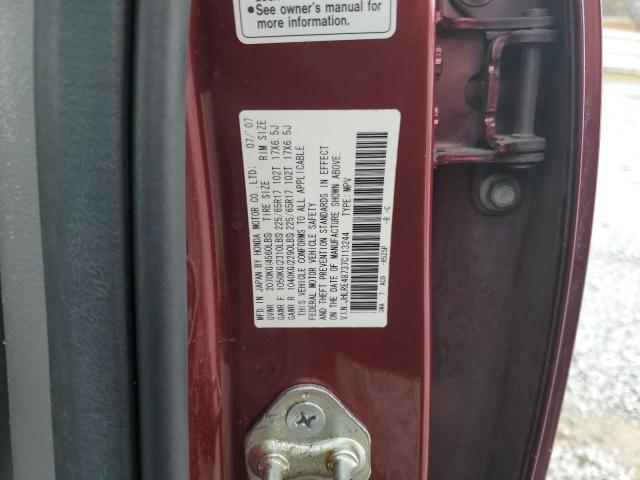 ●See owner's manual for
more information.
MFD. IN JAPAN BY HONDA MOTOR CO., LTD. 07/'07
GVWR 2070KG(4560LBS) TIRE SIZE RIM SIZE
GAWR F 1050KG(2310LBS) 225/65R17 102T 17X6.5J
GAWR R 1040KG(2290LBS) 225/65R17 102T 17X6.5J
THIS VEHICLE CONFORMS TO ALL APPLICABLE
FEDERAL MOTOR VEHICLE SAFETY
AND THEFT PREVENTION STANDARDS IN EFFECT
ON THE DATE OF MANUFACTURE SHOWN ABOVE.
V.I.N.:JHLRE48737C113244 TYPE: MPV
SWA 7 -R525P -B -C